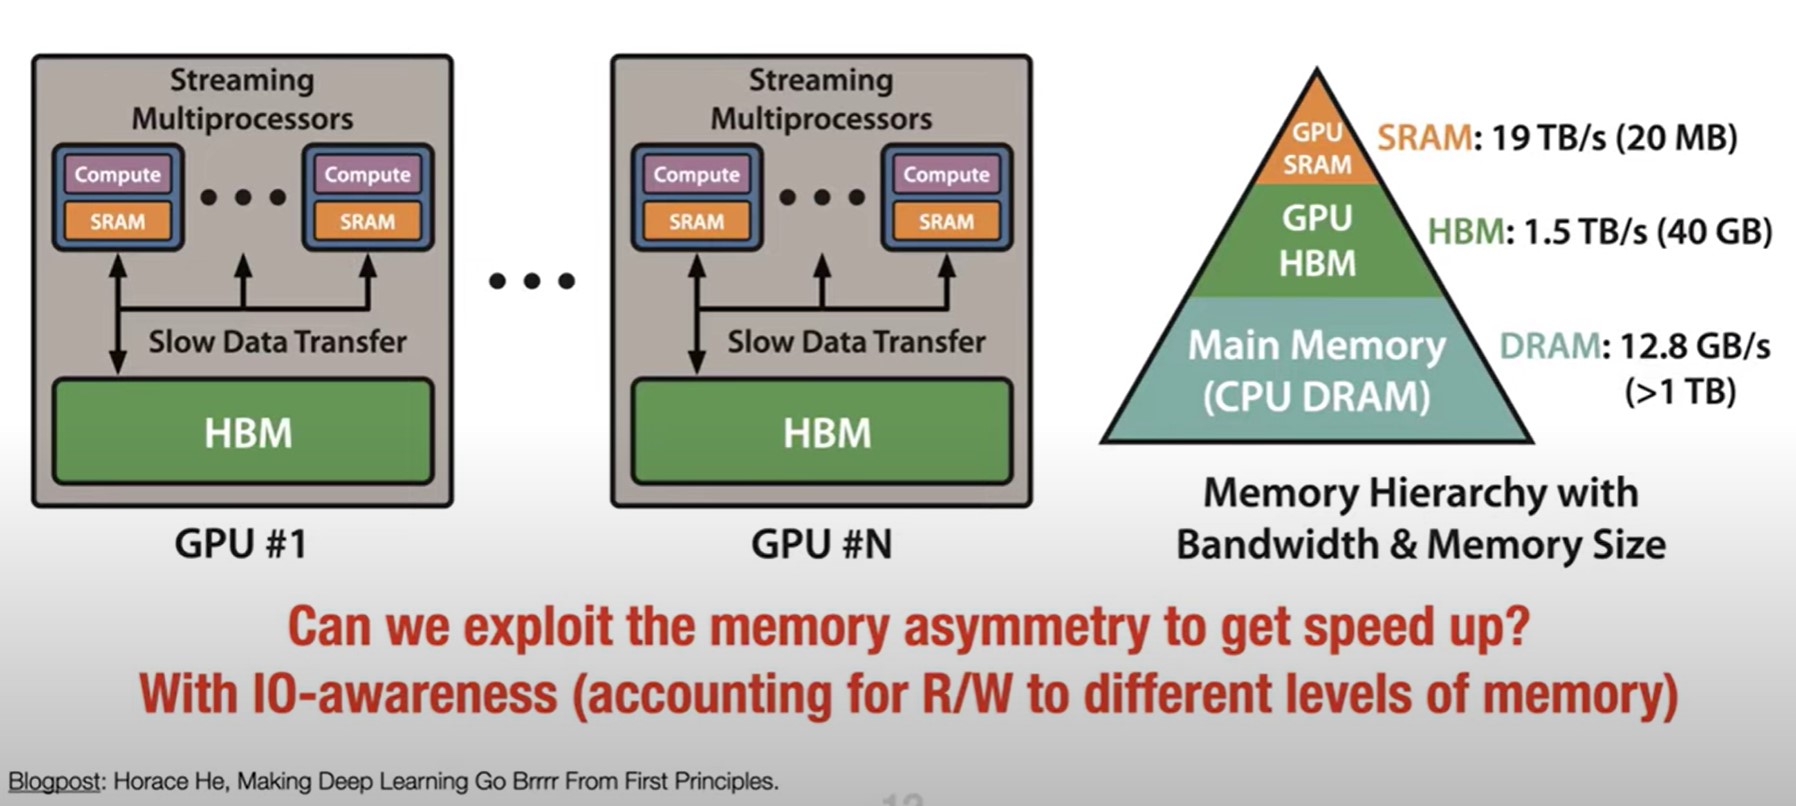 Streaming
Multiprocessors
Compute
SRAM
Compute
SRAM
Slow Data Transfer
HBM
GPU #1
Streaming
Multiprocessors
Compute
SRAM
Compute
SRAM
Slow Data Transfer
HBM
GPU #N
GPU
SRAM
SRAM: 19 TB/s (20 MB)
GPU
HBM
HBM: 1.5 TB/s (40 GB)
Main Memory
(CPU DRAM)
DRAM: 12.8 GB/s
(>1 TB)
Memory Hierarchy with
Bandwidth & Memory Size
Can we exploit the memory asymmetry to get speed up?
With IO-awareness (accounting for R/W to different levels of memory)
Blogpost: Horace He, Making Deep Learning Go Brrrr From First Principles.